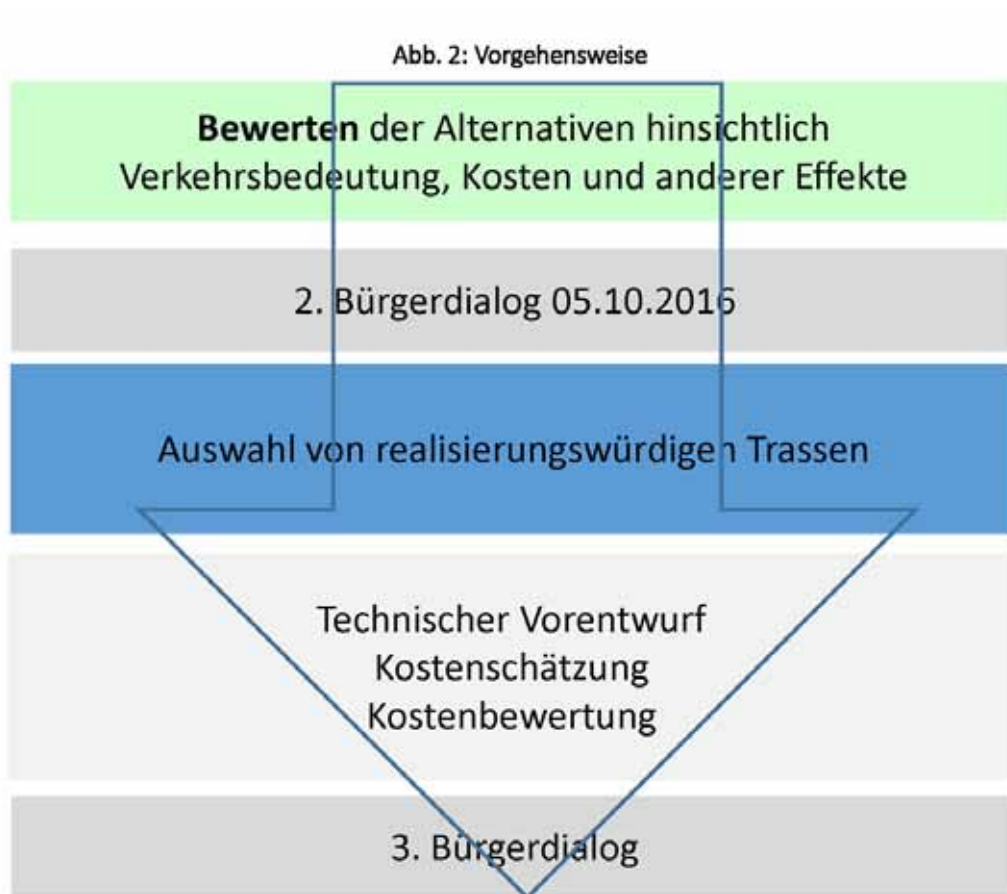 Abb. 2: Vorgehensweise
Bewerten der Alternativen hinsichtlich
Verkehrsbedeutung, Kosten und anderer Effekte
2. Bürgerdialog 05.10.2016
Auswahl von realisierungswürdigen Trassen
Technischer Vorentwurf
Kostenschätzung
Kostenbewertung
3. Bürgerdialog